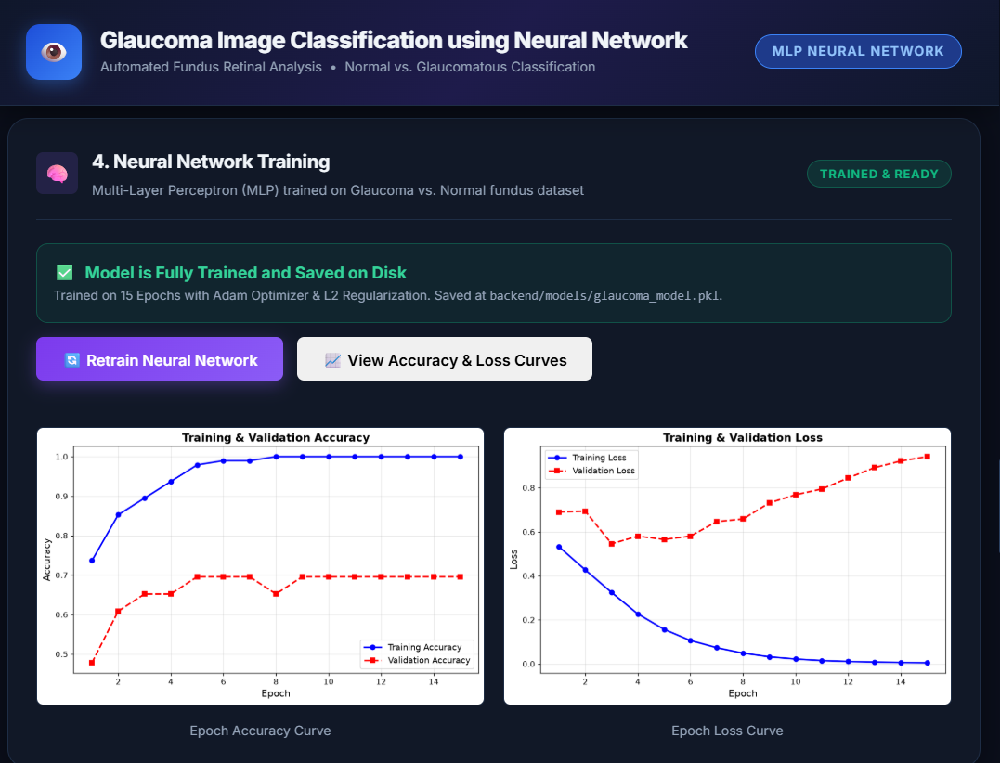 Glaucoma Image Classification using Neural Network
Automated Fundus Retinal Analysis • Normal vs. Glaucomatous Classification
MLP NEURAL NETWORK
4. Neural Network Training
Multi-Layer Perceptron (MLP) trained on Glaucoma vs. Normal fundus dataset
TRAINED & READY
✅ Model is Fully Trained and Saved on Disk
Trained on 15 Epochs with Adam Optimizer & L2 Regularization. Saved at backend/models/glaucoma_model.pkl.
🔄 Retrain Neural Network
📈 View Accuracy & Loss Curves
Training & Validation Accuracy
Accuracy
1.0
0.9
0.8
0.7
0.6
0.5
Training Accuracy
Validation Accuracy
2 4 6 8 10 12 14
Epoch
Epoch Accuracy Curve
Training & Validation Loss
Training Loss
Validation Loss
Loss
0.8
0.6
0.4
0.2
0.0
2 4 6 8 10 12 14
Epoch
Epoch Loss Curve